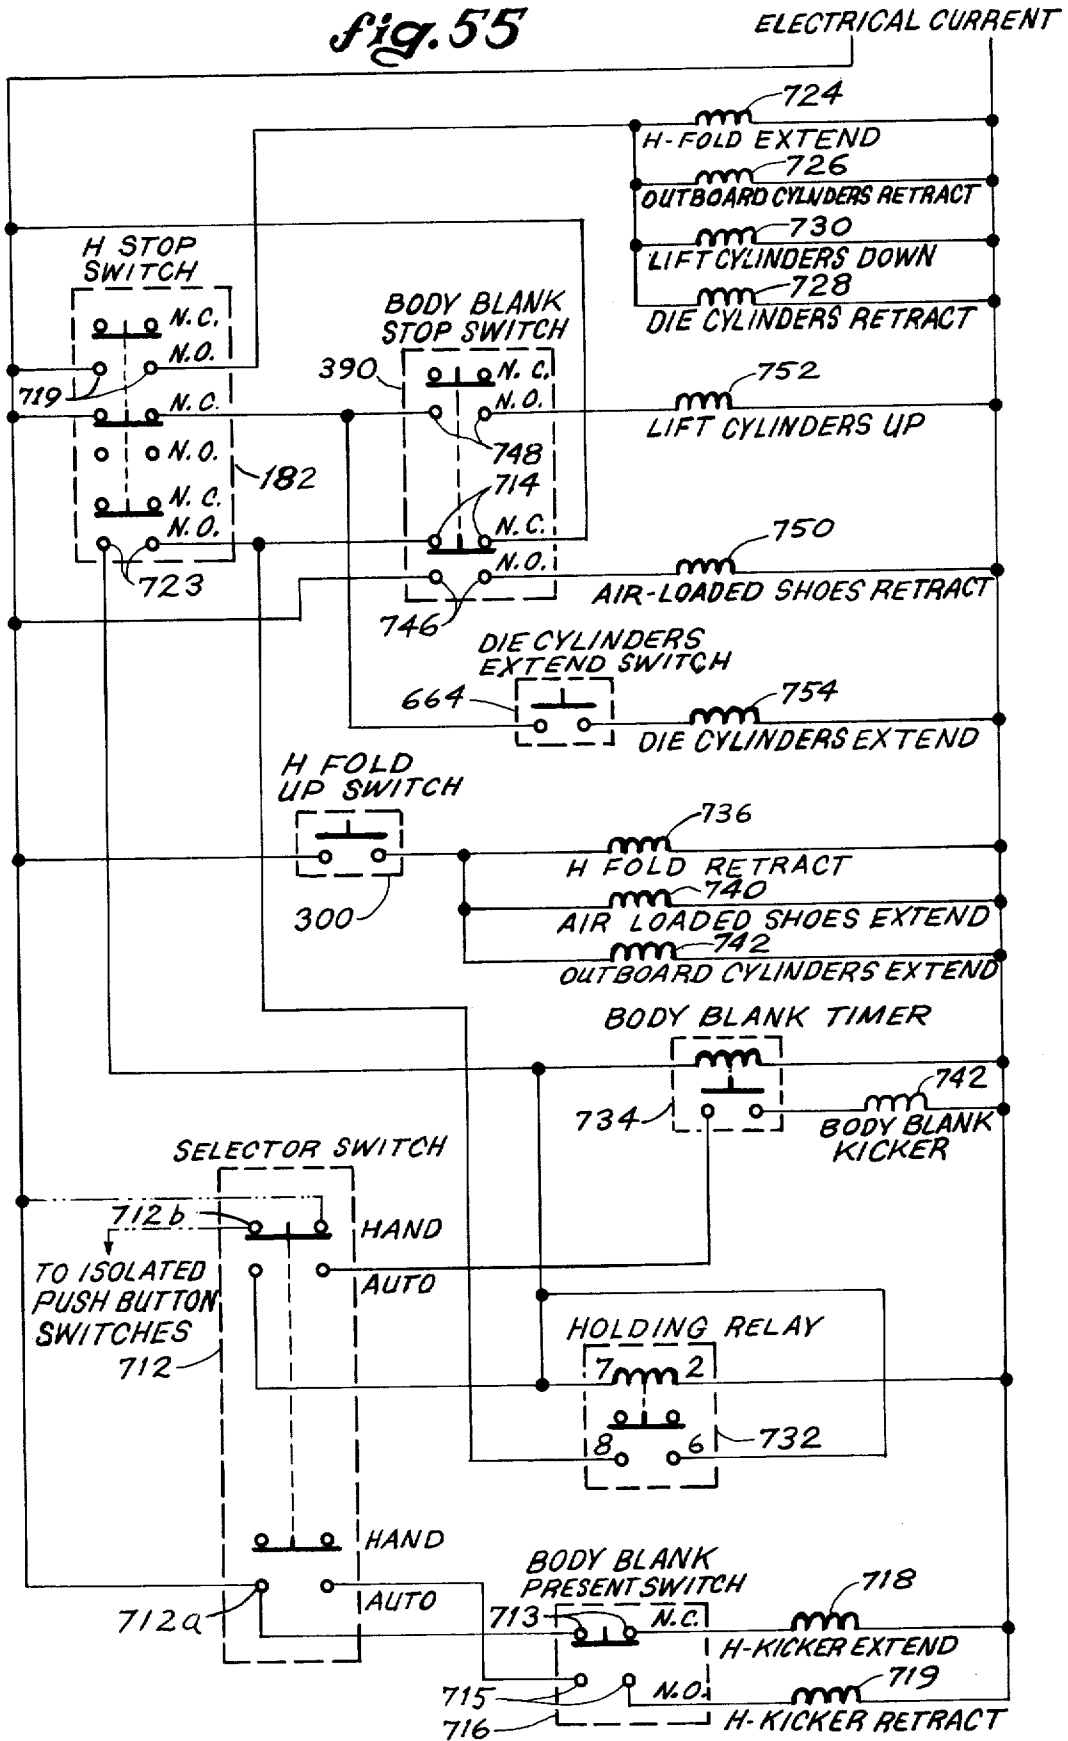 fig. 55
ELECTRICAL CURRENT
724
H-FOLD EXTEND
726
OUTBOARD CYLINDERS RETRACT
730
LIFT CYLINDERS DOWN
728
DIE CYLINDERS RETRACT
H STOP
SWITCH
N.C.
N.O.
719
N.C.
N.O.
182
N.C.
N.O.
723
BODY BLANK
STOP SWITCH
390
N.C.
N.O.
748
714
N.C.
N.O.
746
752
LIFT CYLINDERS UP
750
AIR-LOADED SHOES RETRACT
DIE CYLINDERS
EXTEND SWITCH
664
754
DIE CYLINDERS EXTEND
H FOLD
UP SWITCH
300
736
H FOLD RETRACT
740
AIR LOADED SHOES EXTEND
742
OUTBOARD CYLINDERS EXTEND
BODY BLANK TIMER
734
742
BODY BLANK
KICKER
SELECTOR SWITCH
712b
HAND
AUTO
TO ISOLATED
PUSH BUTTON
SWITCHES
712
HOLDING RELAY
7 2
8 6
732
HAND
AUTO
712a
BODY BLANK
PRESENT SWITCH
713
N.C.
718
H-KICKER EXTEND
715
N.O.
716
719
H-KICKER RETRACT